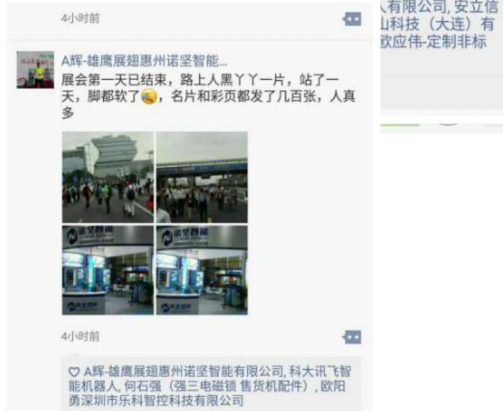 4小时前
A辉-雄鹰展翅惠州诺坚智能...
展会第一天已结束，路上人黑丫丫一片，站了一
天，脚都软了，名片和彩页都发了几百张，人真
多
诺坚智能
诺坚智能
4小时前
A辉-雄鹰展翅惠州诺坚智能有限公司, 科大讯飞智
能机器人, 何石强（强三电磁锁 售货机配件）, 欧阳
勇深圳市乐科智控科技有限公司
有限公司, 安立信
山科技（大连）有
欧应伟-定制非标